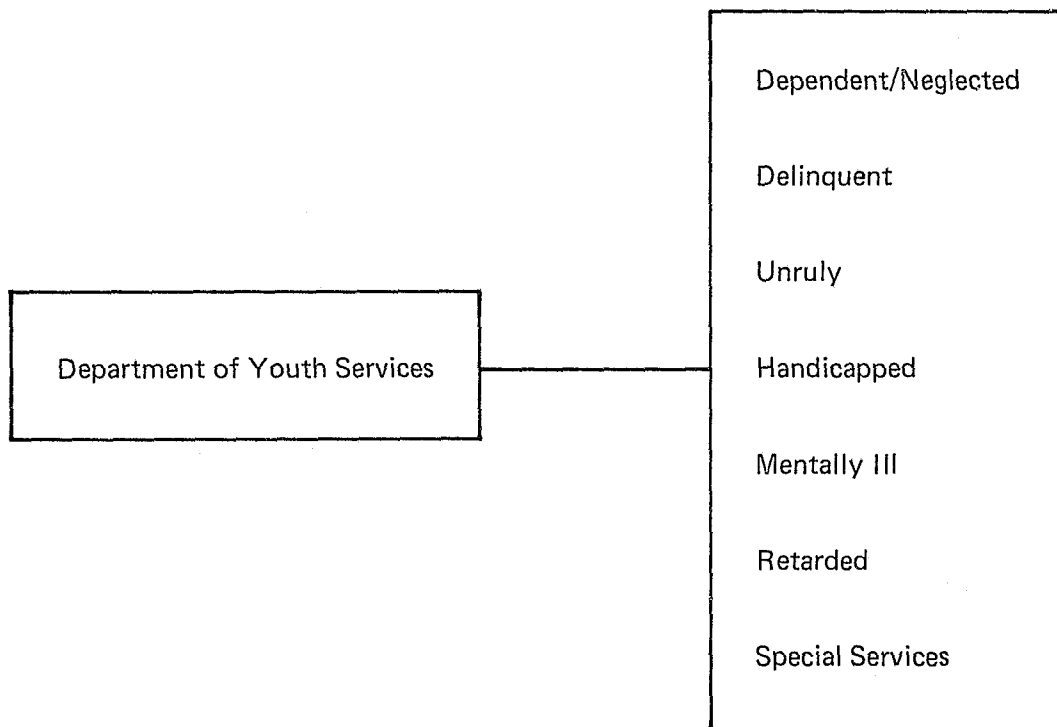 Dependent/Neglected
Delinquent
Unruly
Department of Youth Services
Handicapped
Mentally Ill
Retarded
Special Services